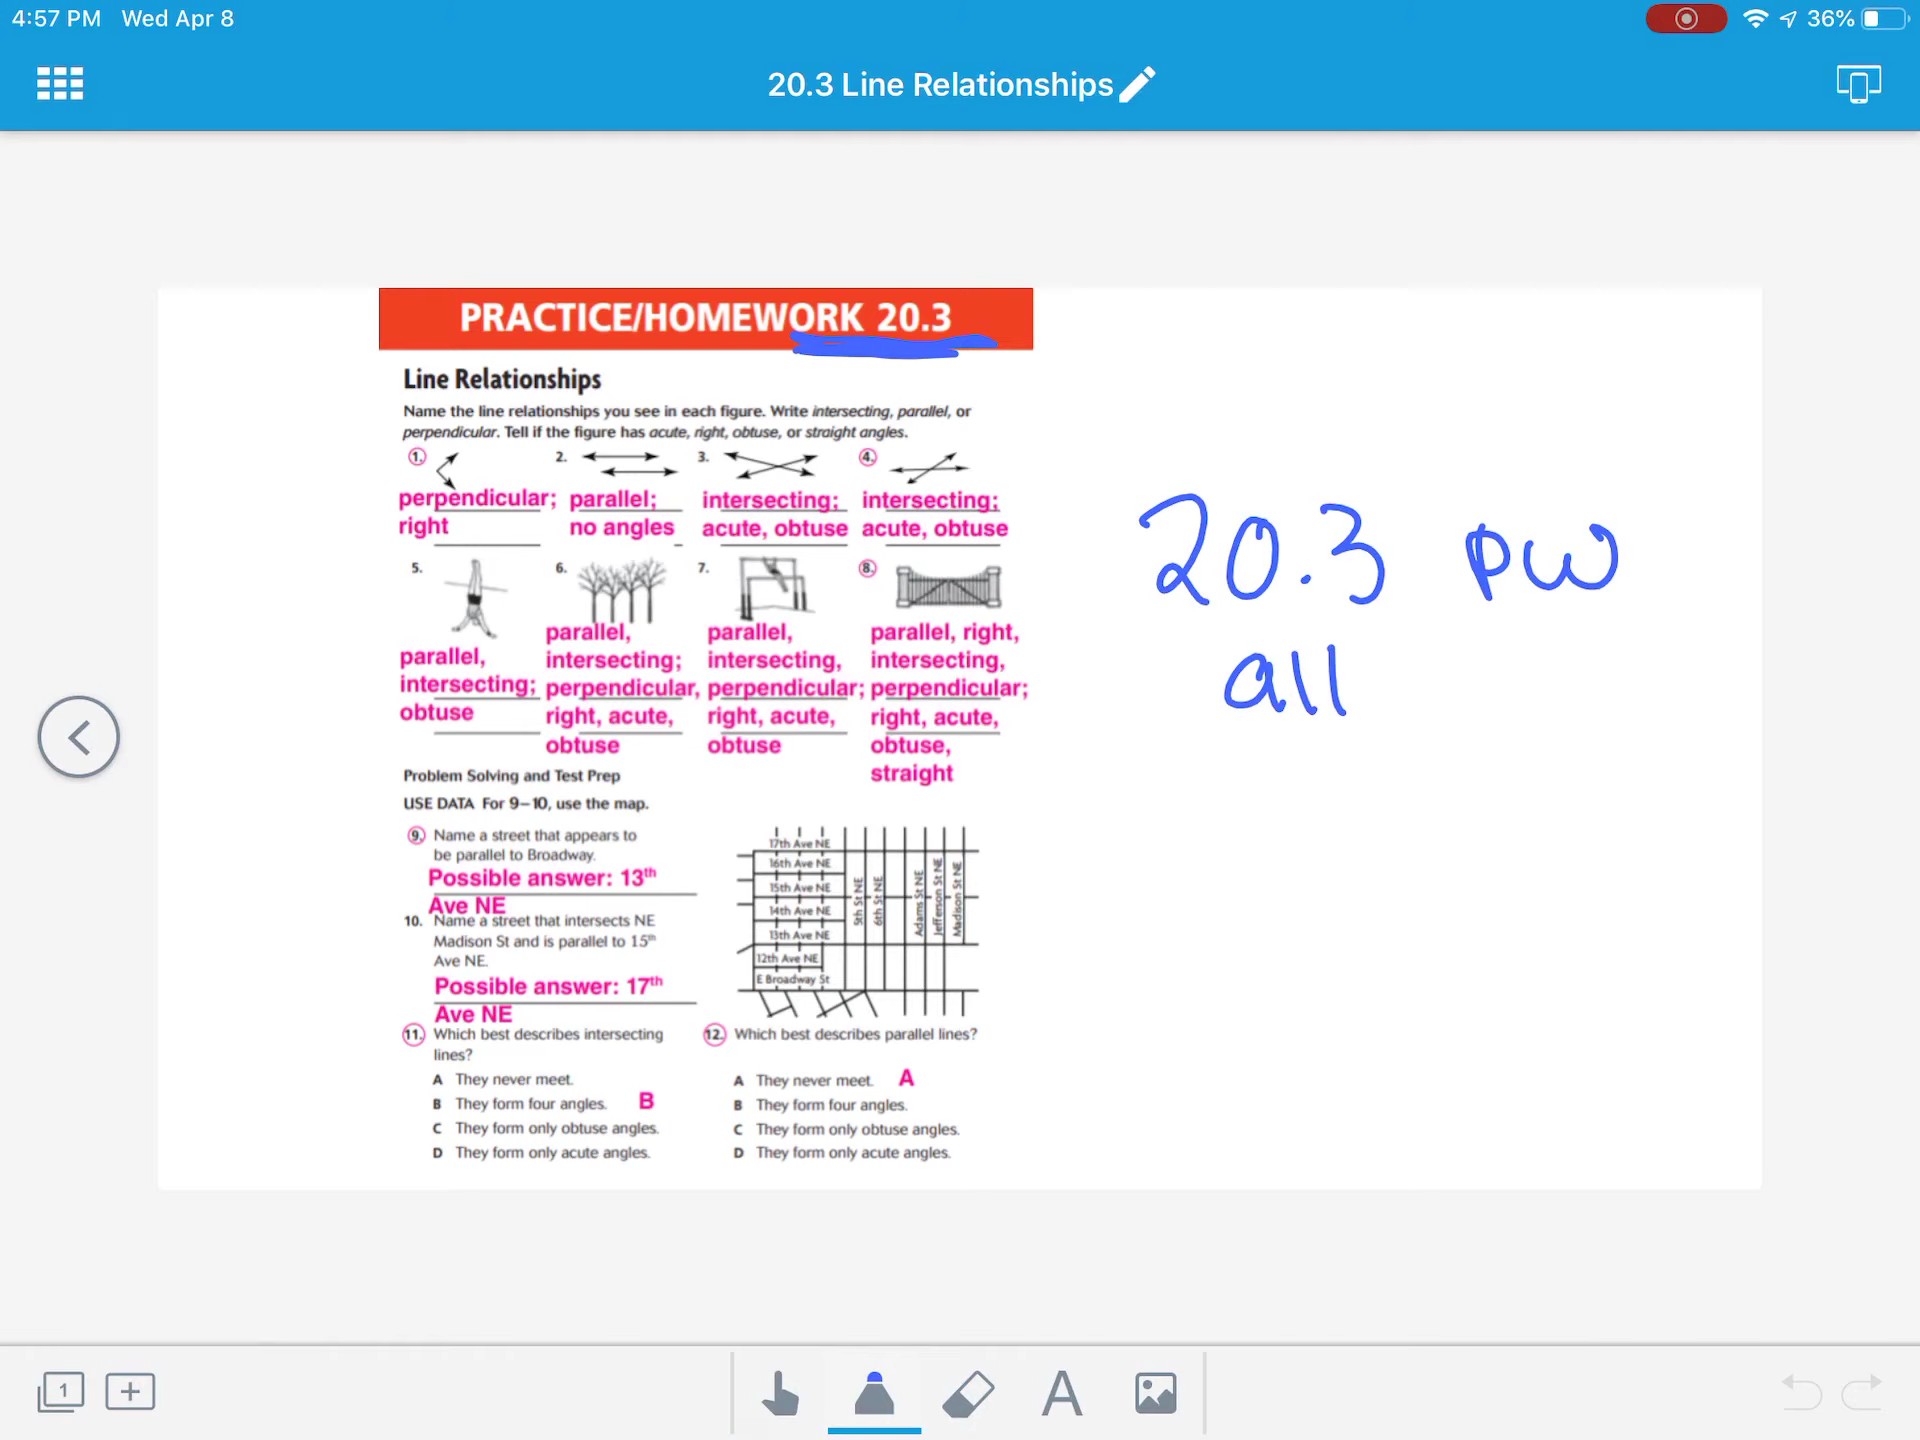 4:57 PM Wed Apr 8
36%
20.3 Line Relationships
PRACTICE/HOMEWORK 20.3
Line Relationships
Name the line relationships you see in each figure. Write intersecting, parallel, or
perpendicular. Tell if the figure has acute, right, obtuse, or straight angles.
1.
perpendicular;
right
2.
parallel;
no angles
3.
intersecting;
acute, obtuse
4.
intersecting;
acute, obtuse
5.
parallel,
intersecting;
obtuse
6.
parallel,
intersecting;
perpendicular,
right, acute,
obtuse
7.
parallel,
intersecting,
perpendicular;
right, acute,
obtuse
8.
parallel, right,
intersecting,
perpendicular;
right, acute,
obtuse,
straight
20.3 pw
all
Problem Solving and Test Prep
USE DATA For 9–10, use the map.
9. Name a street that appears to
be parallel to Broadway.
Possible answer: 13th
Ave NE
10. Name a street that intersects NE
Madison St and is parallel to 15th
Ave NE.
Possible answer: 17th
Ave NE
17th Ave NE
16th Ave NE
15th Ave NE
14th Ave NE
13th Ave NE
12th Ave NE
E Broadway St
5th St NE
6th St NE
Adams St NE
Jefferson St NE
Madison St NE
11. Which best describes intersecting
lines?
A They never meet.
B They form four angles. B
C They form only obtuse angles.
D They form only acute angles.
12. Which best describes parallel lines?
A They never meet. A
B They form four angles.
C They form only obtuse angles.
D They form only acute angles.
1
A